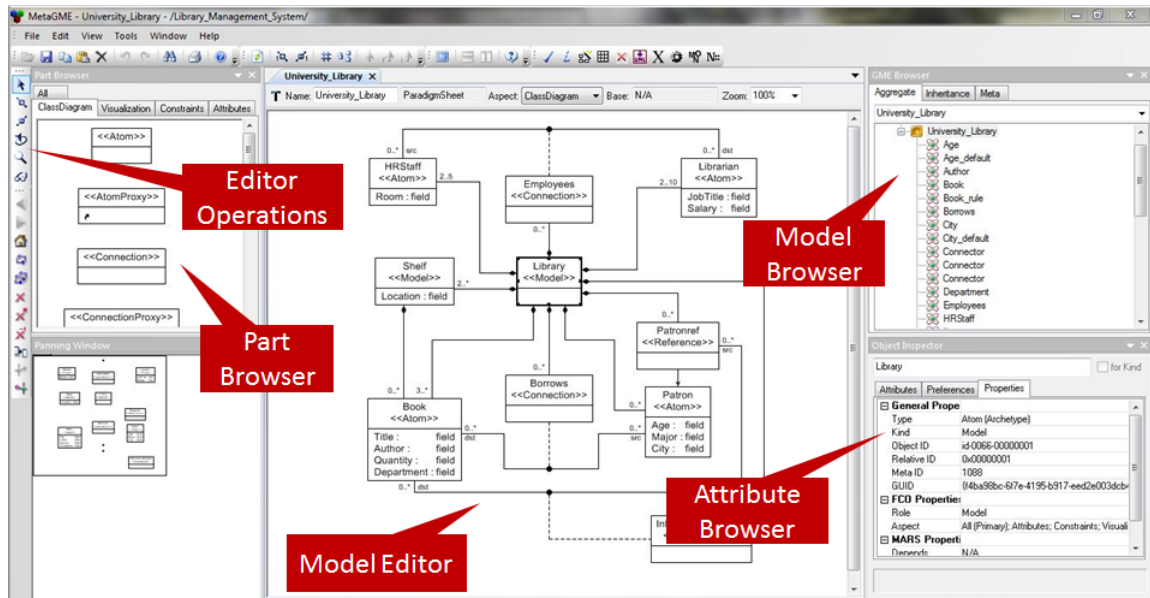 MetaGME - University_Library - /Library_Management_System/
File Edit View Tools Window Help
Part Browser
All
ClassDiagram Visualization Constraints Attributes
<<Atom>>
<<AtomProxy>>
<<Connection>>
<<ConnectionProxy>>
Editor
Operations
Part
Browser
Panning Window
University_Library
Name: University_Library ParadigmSheet Aspect: ClassDiagram Base: N/A Zoom: 100%
0..* src
0..* dst
HRStaff
<<Atom>>
Room : field
2..5
Employees
<<Connection>>
0..*
Librarian
<<Atom>>
JobTitle : field
Salary : field
2..10
Shelf
<<Model>>
Location : field
2..*
Library
<<Model>>
Patronref
<<Reference>>
0..*
0..*
src
Borrows
<<Connection>>
0..*
Patron
<<Atom>>
Age : field
Major : field
City : field
0..*
0..*
src
0..* 3..*
Book
<<Atom>>
Title : field
Author : field
Quantity : field
Department : field
0..*
dst
0..* dst
Model Editor
GME Browser
Aggregate Inheritance Meta
University_Library
University_Library
Age
Age_default
Author
Book
Book_rule
Borrows
City
City_default
Connector
Connector
Connector
Department
Employees
HRStaff
Model
Browser
Object Inspector
Library
for Kind
Attributes Preferences Properties
General Prope
Type Atom (Archetype)
Kind Model
Object ID id-0066-00000001
Relative ID 0x00000001
Meta ID 1088
GUID
FCO Properties
Role Model
Aspect All (Primary); Attributes; Constraints; Visuali
MARS Properti
Depends N/A
Attribute
Browser